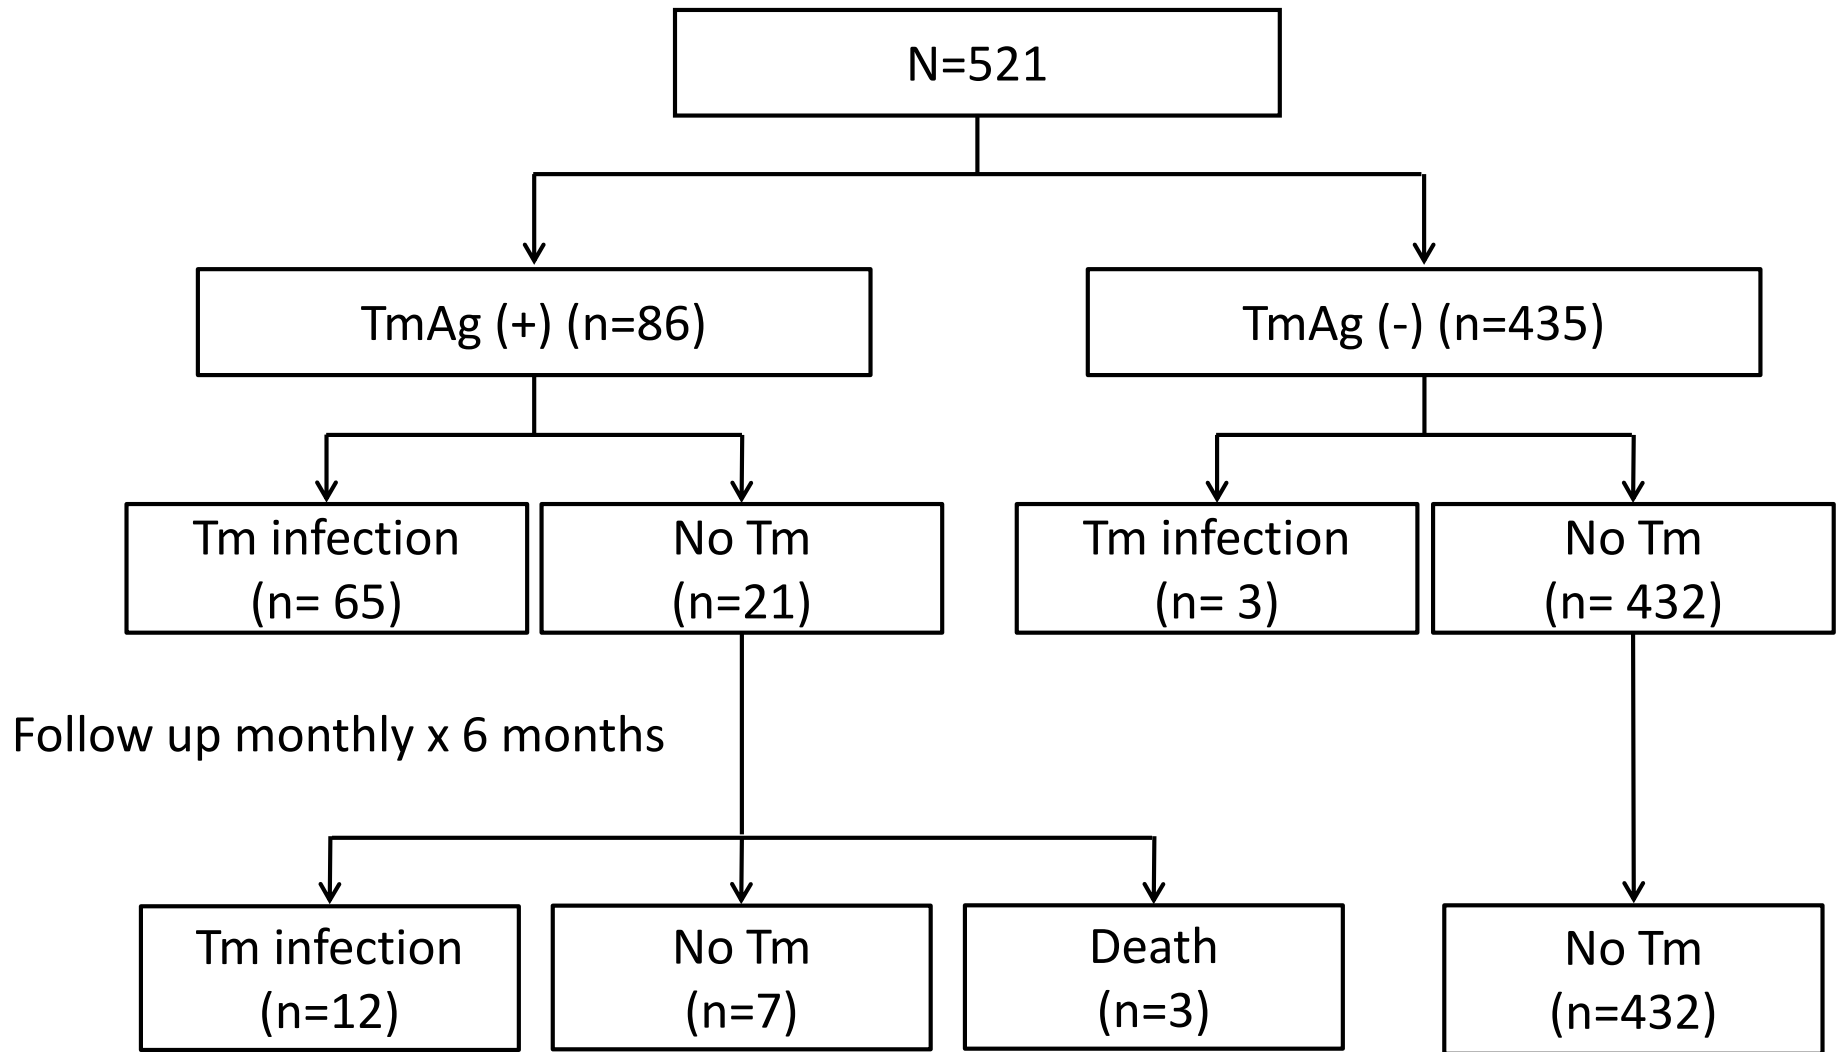 N=521
TmAg (+) (n=86)
TmAg (-) (n=435)
Tm infection
(n= 65)
No Tm
(n=21)
Tm infection
(n= 3)
No Tm
(n= 432)
Follow up monthly x 6 months
Tm infection
(n=12)
No Tm
(n=7)
Death
(n=3)
No Tm
(n=432)